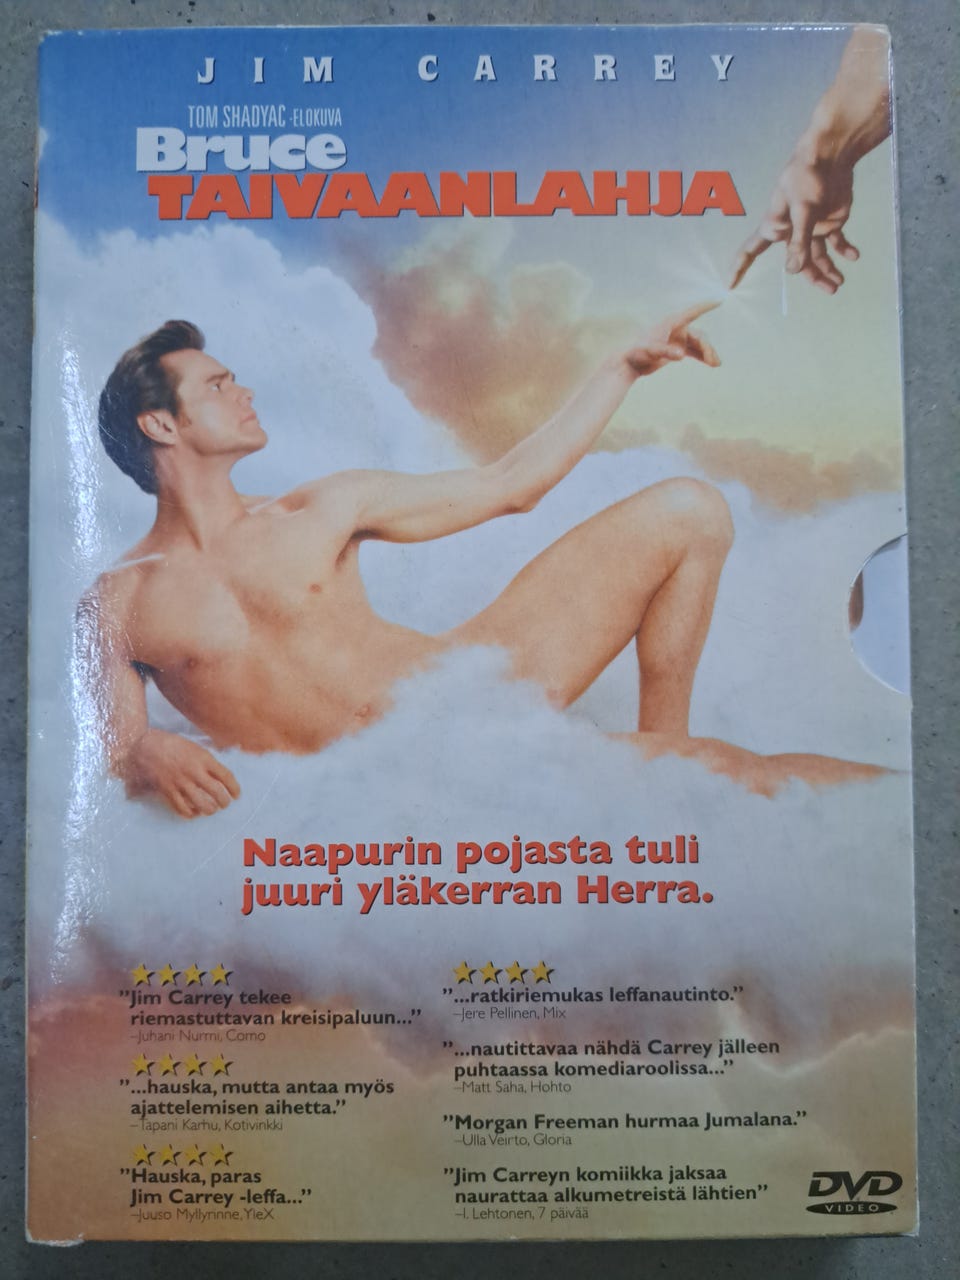 JIM CARREY
TOM SHADYAC -ELOKUVA
Bruce
TAIVAANLAHJA
Naapurin pojasta tuli
juuri yläkerran Herra.
”Jim Carrey tekee
riemastuttavan kreisipaluun...”
–Juhani Nurmi, Como
”...hauska, mutta antaa myös
ajattelemisen aihetta.”
–Tapani Karhu, Kotivinkki
”Hauska, paras
Jim Carrey -leffa...”
–Juuso Myllyrinne, YleX
”...ratkiriemukas leffanautinto.”
–Jere Pellinen, Mix
”...nautittavaa nähdä Carrey jälleen
puhtaassa komediaroolissa...”
–Matt Saha, Hohto
”Morgan Freeman hurmaa Jumalana.”
–Ulla Veirto, Gloria
”Jim Carreyn komiikka jaksaa
naurattaa alkumetreistä lähtien”
–I. Lehtonen, 7 päivää
DVD
VIDEO